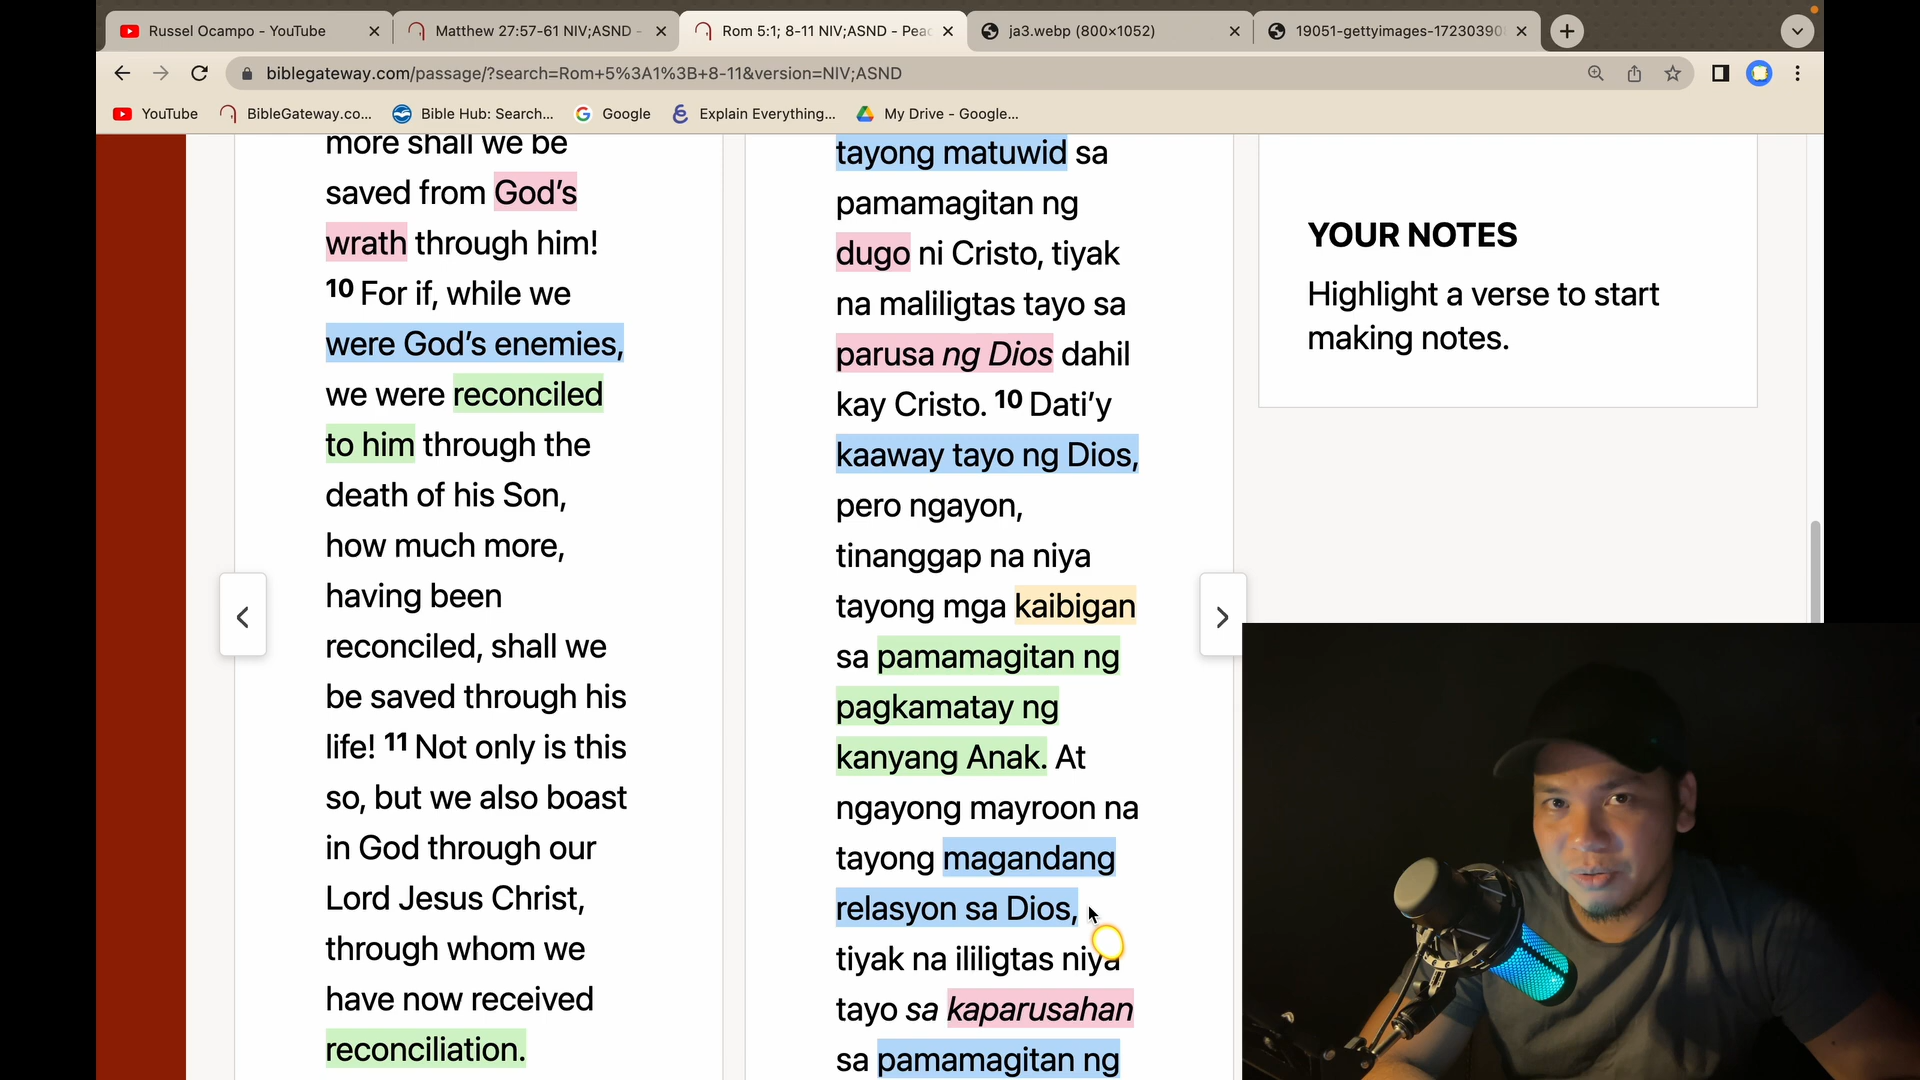 Russel Ocampo - YouTube
Matthew 27:57-61 NIV;ASND -
Rom 5:1; 8-11 NIV;ASND - Peac
ja3.webp (800×1052)
19051-gettyimages-172303908
biblegateway.com/passage/?search=Rom+5%3A1%3B+8-11&version=NIV;ASND
YouTube
BibleGateway.co...
Bible Hub: Search...
Google
Explain Everything...
My Drive - Google...
more shall we be
saved from God’s
wrath through him!
10 For if, while we
were God’s enemies,
we were reconciled
to him through the
death of his Son,
how much more,
having been
reconciled, shall we
be saved through his
life! 11 Not only is this
so, but we also boast
in God through our
Lord Jesus Christ,
through whom we
have now received
reconciliation.
tayong matuwid sa
pamamagitan ng
dugo ni Cristo, tiyak
na maliligtas tayo sa
parusa ng Dios dahil
kay Cristo. 10 Dati’y
kaaway tayo ng Dios,
pero ngayon,
tinanggap na niya
tayong mga kaibigan
sa pamamagitan ng
pagkamatay ng
kanyang Anak. At
ngayong mayroon na
tayong magandang
relasyon sa Dios,
tiyak na ililigtas niya
tayo sa kaparusahan
sa pamamagitan ng
YOUR NOTES
Highlight a verse to start
making notes.